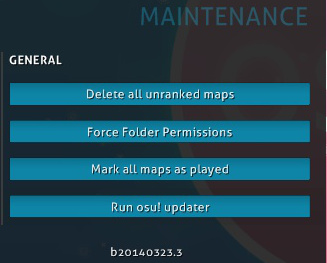 MAINTENANCE
GENERAL
Delete all unranked maps
Force Folder Permissions
Mark all maps as played
Run osu! updater
b20140323.3